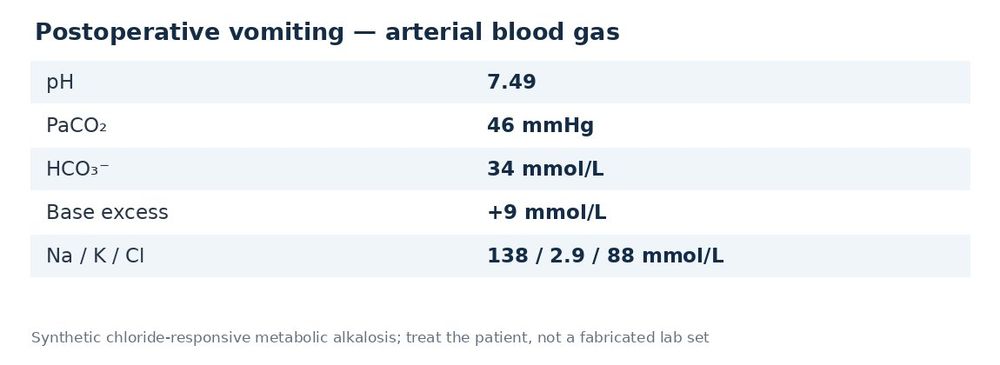 Postoperative vomiting — arterial blood gas
pH 7.49
PaCO₂ 46 mmHg
HCO₃⁻ 34 mmol/L
Base excess +9 mmol/L
Na / K / Cl 138 / 2.9 / 88 mmol/L
Synthetic chloride-responsive metabolic alkalosis; treat the patient, not a fabricated lab set